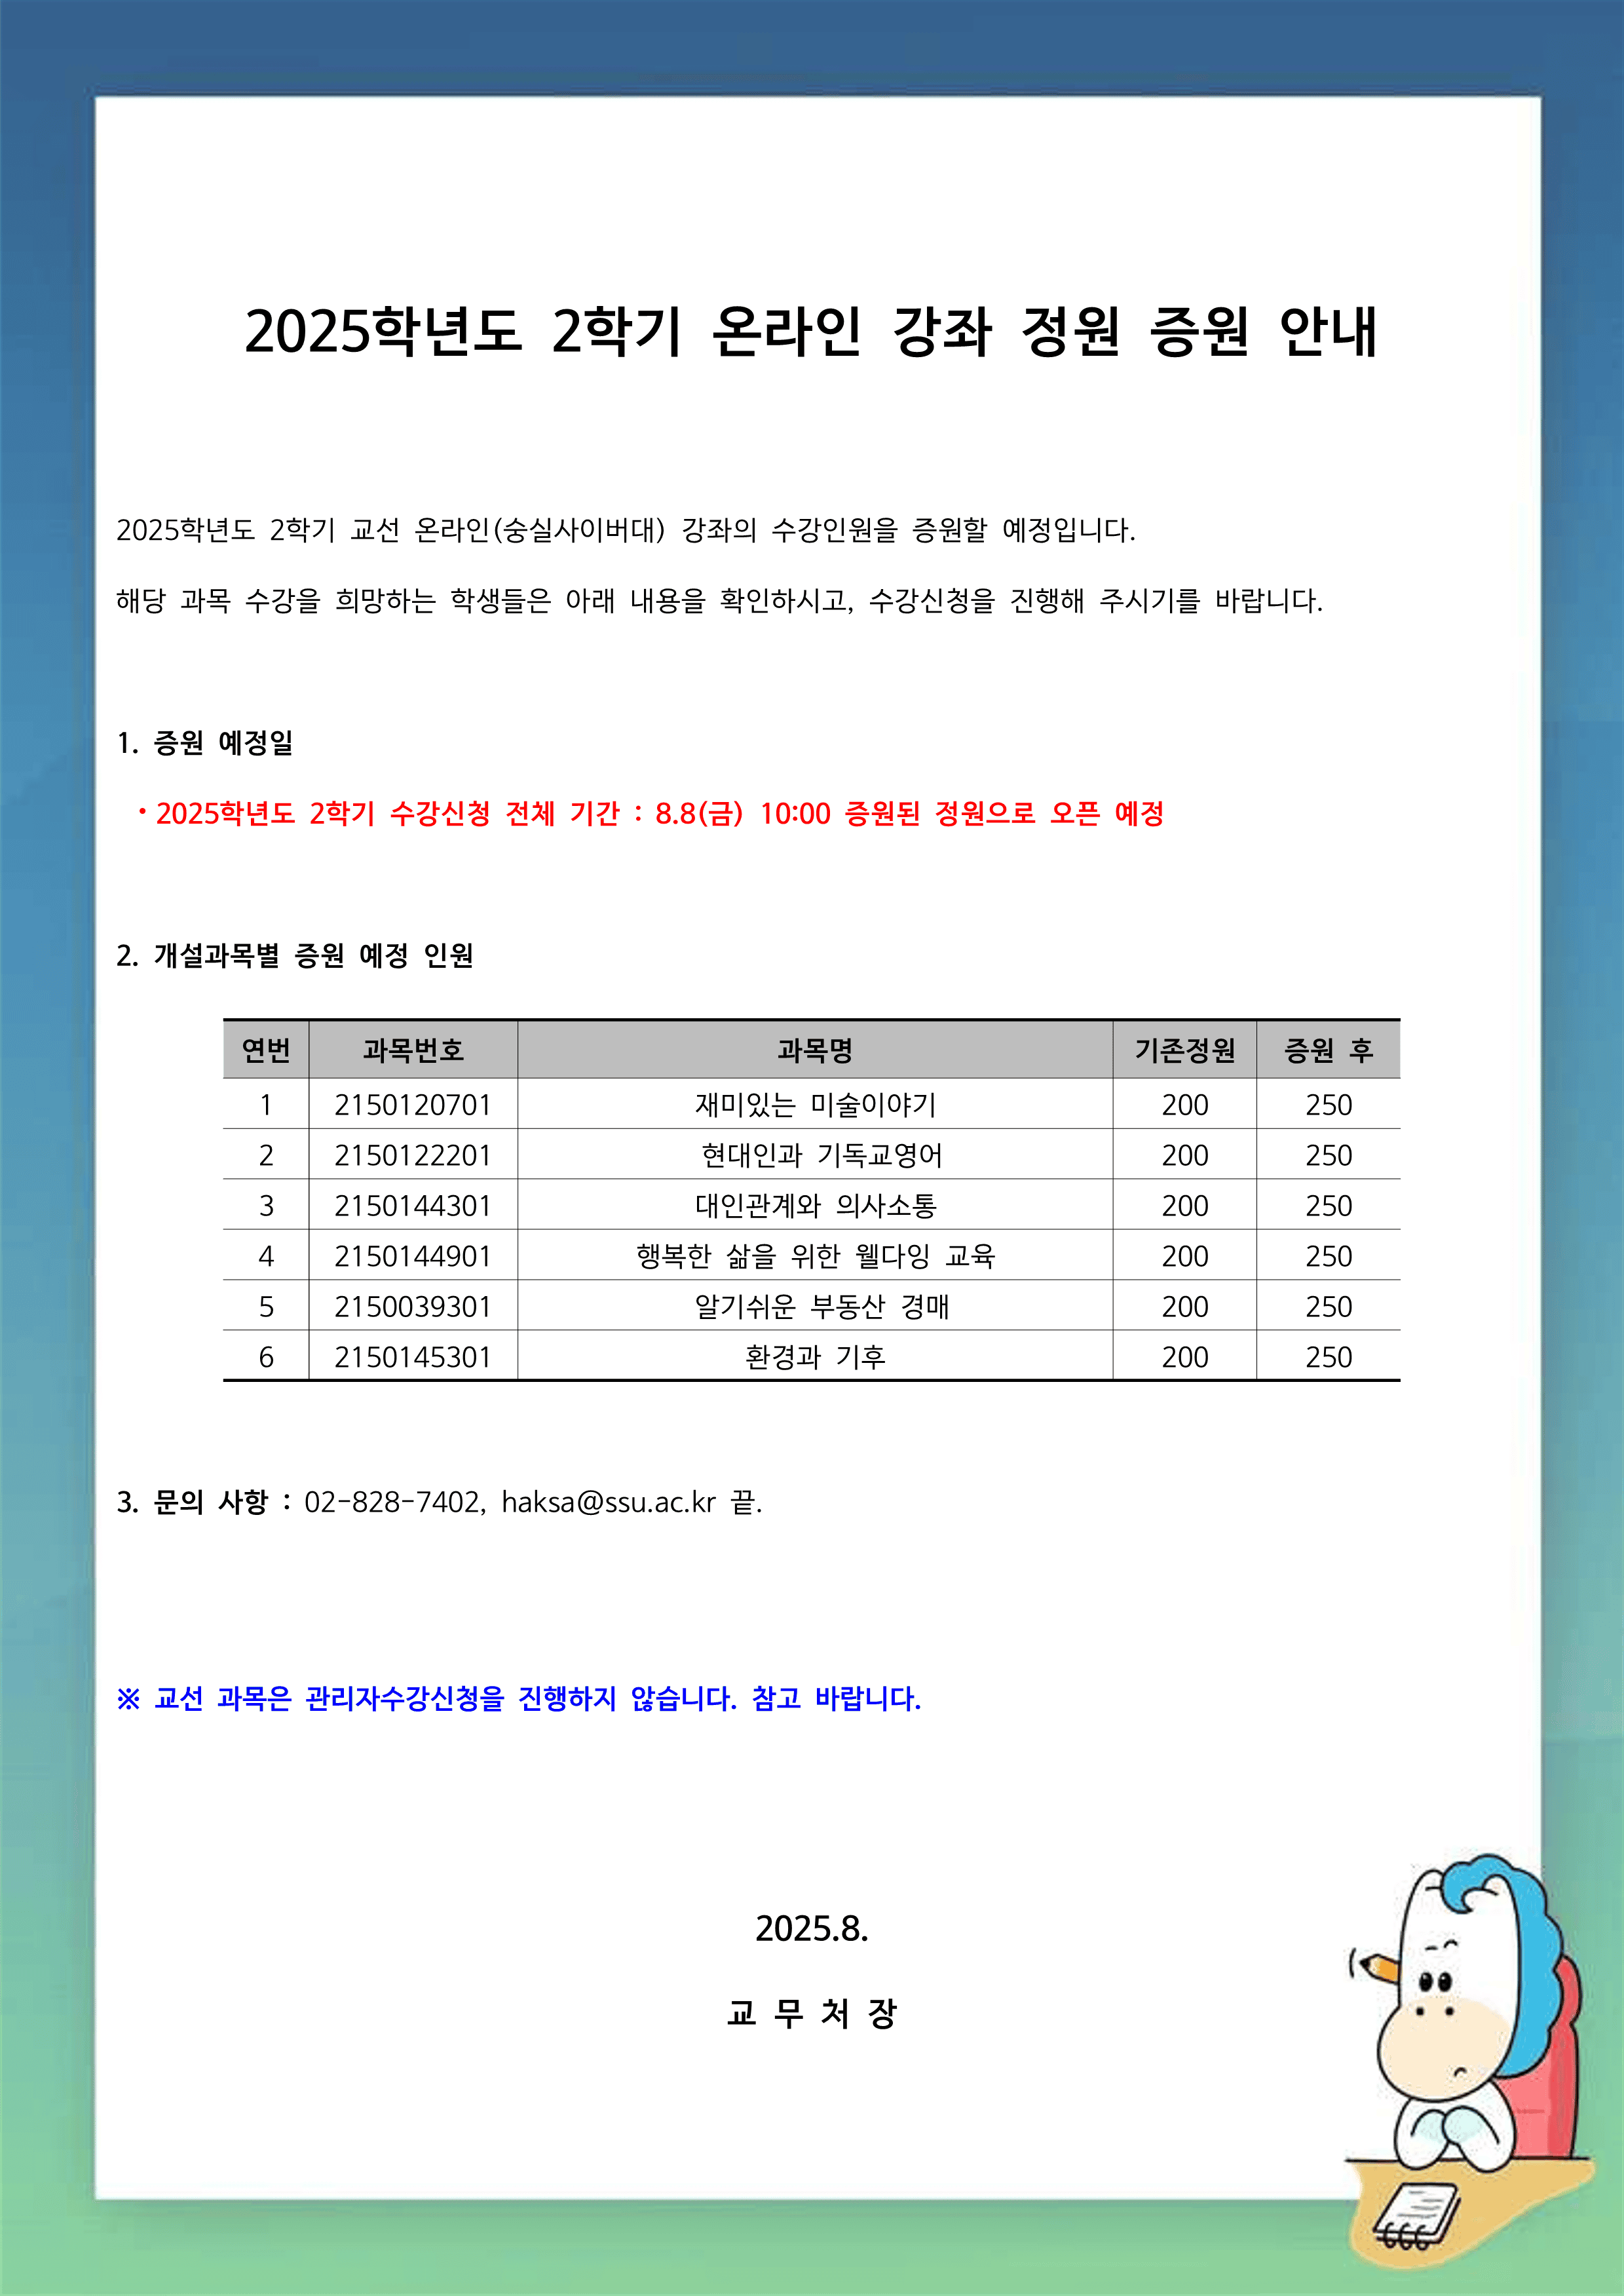 2025학년도 2학기 온라인 강좌 정원 증원 안내
2025학년도 2학기 교선 온라인(숭실사이버대) 강좌의 수강인원을 증원할 예정입니다.
해당 과목 수강을 희망하는 학생들은 아래 내용을 확인하시고, 수강신청을 진행해 주시기를 바랍니다.
1. 증원 예정일
• 2025학년도 2학기 수강신청 전체 기간 : 8.8(금) 10:00 증원된 정원으로 오픈 예정
2. 개설과목별 증원 예정 인원
연번 과목번호 과목명 기존정원 증원 후
1 2150120701 재미있는 미술이야기 200 250
2 2150122201 현대인과 기독교영어 200 250
3 2150144301 대인관계와 의사소통 200 250
4 2150144901 행복한 삶을 위한 웰다잉 교육 200 250
5 2150039301 알기쉬운 부동산 경매 200 250
6 2150145301 환경과 기후 200 250
3. 문의 사항 : 02-828-7402, haksa@ssu.ac.kr 끝.
※ 교선 과목은 관리자수강신청을 진행하지 않습니다. 참고 바랍니다.
2025.8.
교 무 처 장